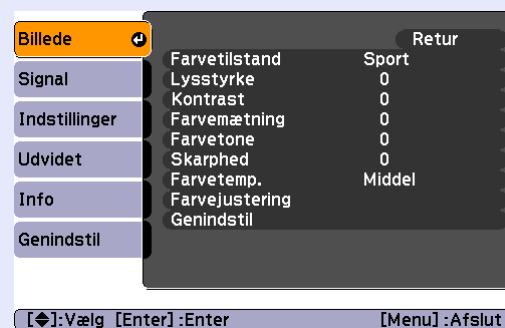 Billede
Signal
Indstillinger
Udvidet
Info
Genindstil
Retur
Farvetilstand Sport
Lysstyrke 0
Kontrast 0
Farvemætning 0
Farvetone 0
Skarphed 0
Farvetemp. Middel
Farvejustering
Genindstil
[◆]:Vælg [Enter]:Enter [Menu]:Afslut